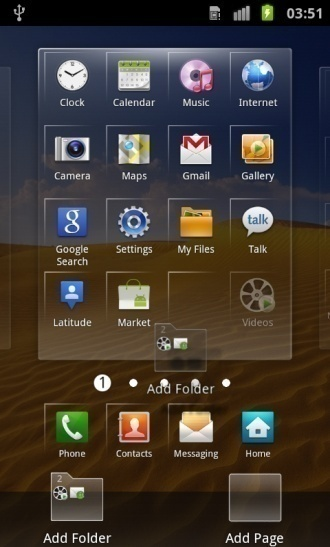 03:51
Clock Calendar Music Internet
Camera Maps Gmail Gallery
8 Google Search Settings My Files talk Talk
Latitude Market Videos
2
Add Folder
1
Phone Contacts Messaging Home
2
Add Folder Add Page